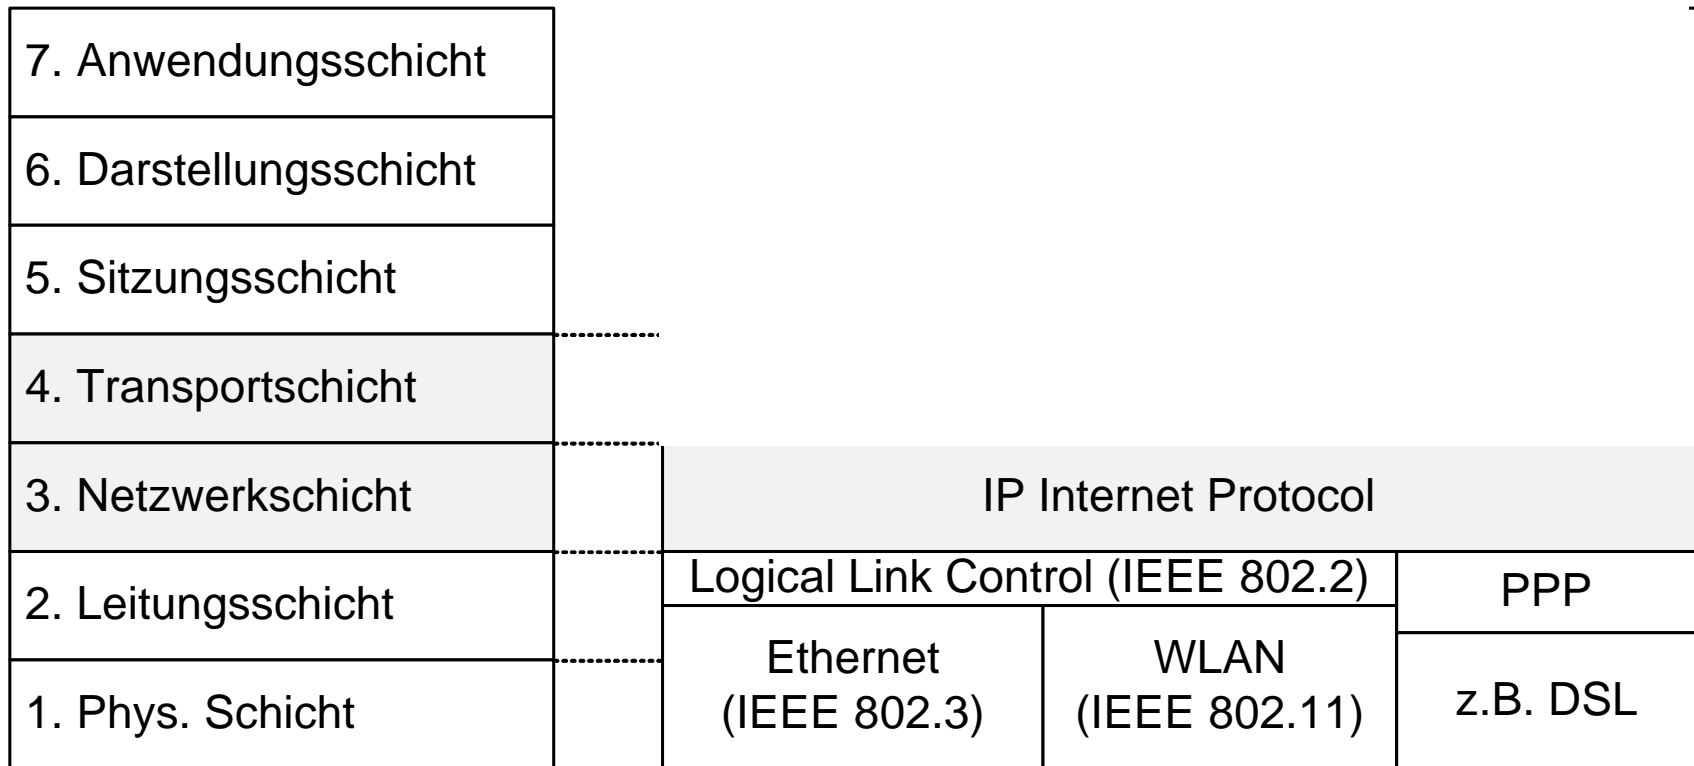 7. Anwendungsschicht
6. Darstellungsschicht
5. Sitzungsschicht
4. Transportschicht
3. Netzwerkschicht
2. Leitungsschicht
1. Phys. Schicht
IP Internet Protocol
Logical Link Control (IEEE 802.2)
PPP
Ethernet
(IEEE 802.3)
WLAN
(IEEE 802.11)
z.B. DSL